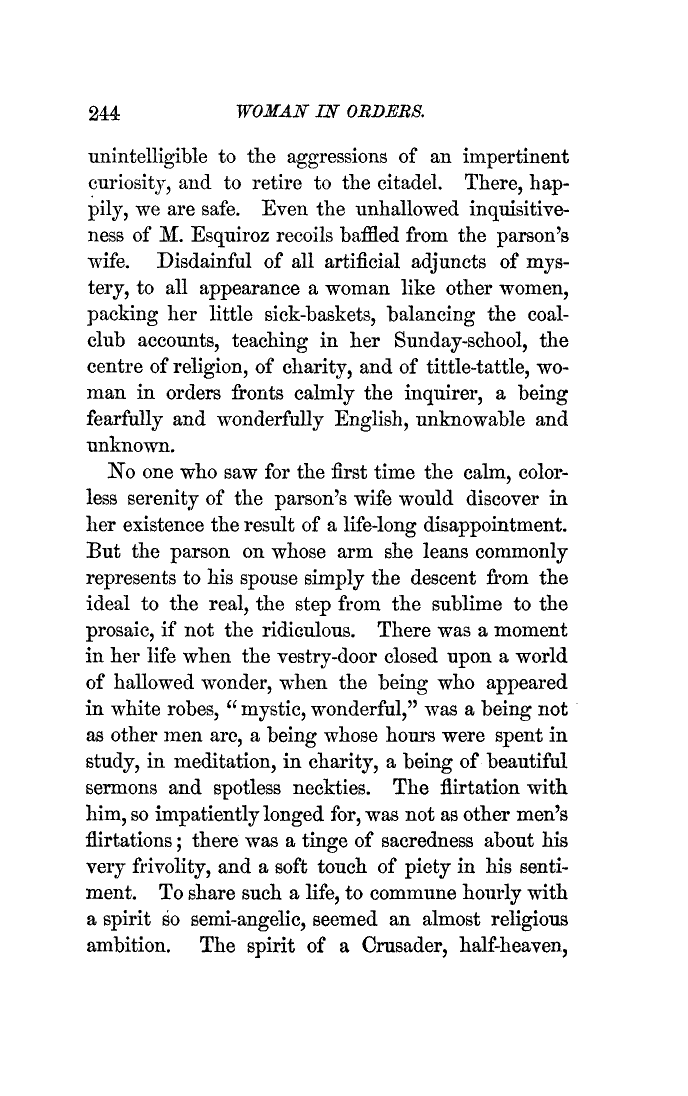 244 WOMAN IN ORDERS.
unintelligible to the aggressions of an impertinent
curiosity, and to retire to the citadel. There, hap-
pily, we are safe. Even the unhallowed inquisitive-
ness of M. Esquiroz recoils baffled from the parson's
wife. Disdainful of all artificial adjuncts of mys-
tery, to all appearance a woman like other women,
packing her little sick-baskets, balancing the coal-
club accounts, teaching in her Sunday-school, the
centre of religion, of charity, and of tittle-tattle, wo-
man in orders fronts calmly the inquirer, a being
fearfully and wonderfully English, unknowable and
unknown.
No one who saw for the first time the calm, color-
less serenity of the parson's wife would discover in
her existence the result of a life-long disappointment.
But the parson on whose arm she leans commonly
represents to his spouse simply the descent from the
ideal to the real, the step from the sublime to the
prosaic, if not the ridiculous. There was a moment
in her life when the vestry-door closed upon a world
of hallowed wonder, when the being who appeared
in white robes, “mystic, wonderful,” was a being not
as other men are, a being whose hours were spent in
study, in meditation, in charity, a being of beautiful
sermons and spotless neckties. The flirtation with
him, so impatiently longed for, was not as other men's
flirtations; there was a tinge of sacredness about his
very frivolity, and a soft touch of piety in his senti-
ment. To share such a life, to commune hourly with
a spirit so semi-angelic, seemed an almost religious
ambition. The spirit of a Crusader, half-heaven,